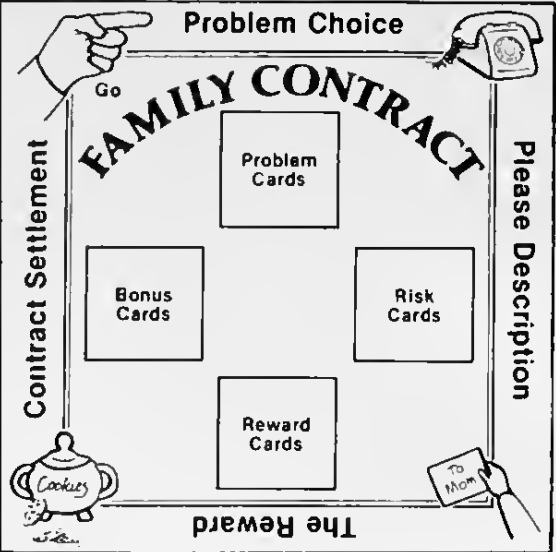 Problem Choice
Go
FAMILY CONTRACT
Problem
Cards
Please Description
Contract Settlement
Bonus
Cards
Risk
Cards
Reward
Cards
Cookies
To
Mom
The Reward